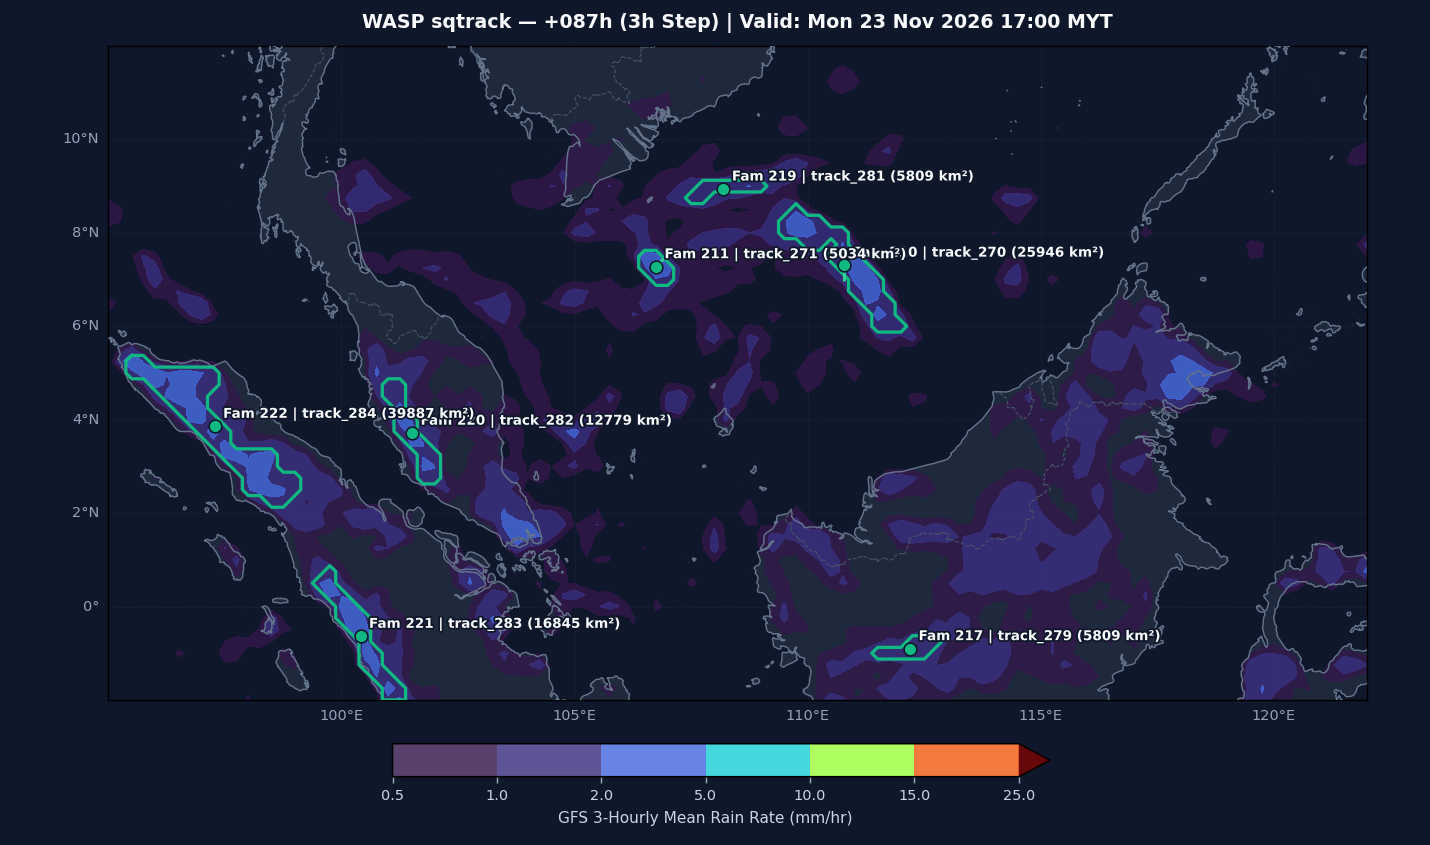 WASP sqtrack — +087h (3h Step) | Valid: Mon 23 Nov 2026 17:00 MYT
10°N
8°N
6°N
4°N
2°N
0°
Fam 219 | track_281 (5809 km²)
Fam 211 | track_271 (5034 km²)
0 | track_270 (25946 km²)
Fam 222 | track_284 (39887 km²)
Fam 220 | track_282 (12779 km²)
Fam 221 | track_283 (16845 km²)
Fam 217 | track_279 (5809 km²)
100°E
105°E
110°E
115°E
120°E
0.5
1.0
2.0
5.0
10.0
15.0
25.0
GFS 3-Hourly Mean Rain Rate (mm/hr)